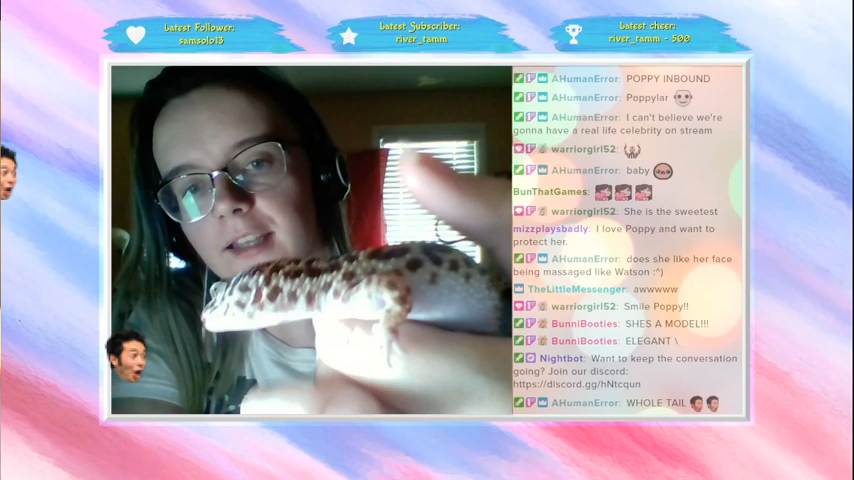 Latest Follower:
samsolo13
Latest Subscriber:
river_tamm
Latest cheer:
river_tamm - 500
AHumanError: POPPY INBOUND
AHumanError: Poppylar
AHumanError: I can't believe we're
gonna have a real life celebrity on stream
warriorgirl52:
AHumanError: baby
BunThatGames:
warriorgirl52: She is the sweetest
mizzplaysbadly: I love Poppy and want to
protect her.
AHumanError: does she like her face
being massaged like Watson :^)
TheLittleMessenger: awwwww
warriorgirl52: Smile Poppy!!
BunniBooties: SHES A MODEL!!!
BunniBooties: ELEGANT \
Nightbot: Want to keep the conversation
going? Join our discord:
https://discord.gg/hNtcqun
AHumanError: WHOLE TAIL